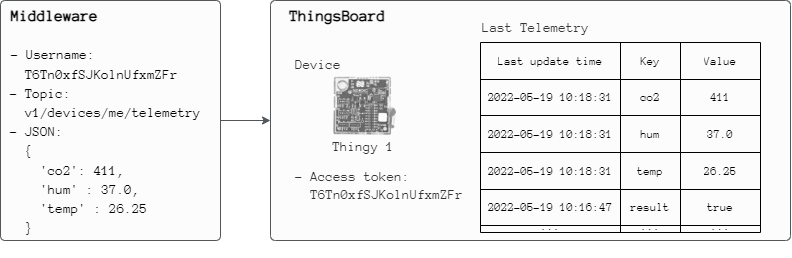 Middleware
- Username:
T6Tn0xfSJKolnUfxmZFr
- Topic:
v1/devices/me/telemetry
- JSON:
{
'co2': 411,
'hum' : 37.0,
'temp' : 26.25
}
ThingsBoard
Device
Thingy 1
- Access token:
T6Tn0xfSJKolnUfxmZFr
Last Telemetry
Last update time Key Value
2022-05-19 10:18:31 co2 411
2022-05-19 10:18:31 hum 37.0
2022-05-19 10:18:31 temp 26.25
2022-05-19 10:16:47 result true
... ... ...